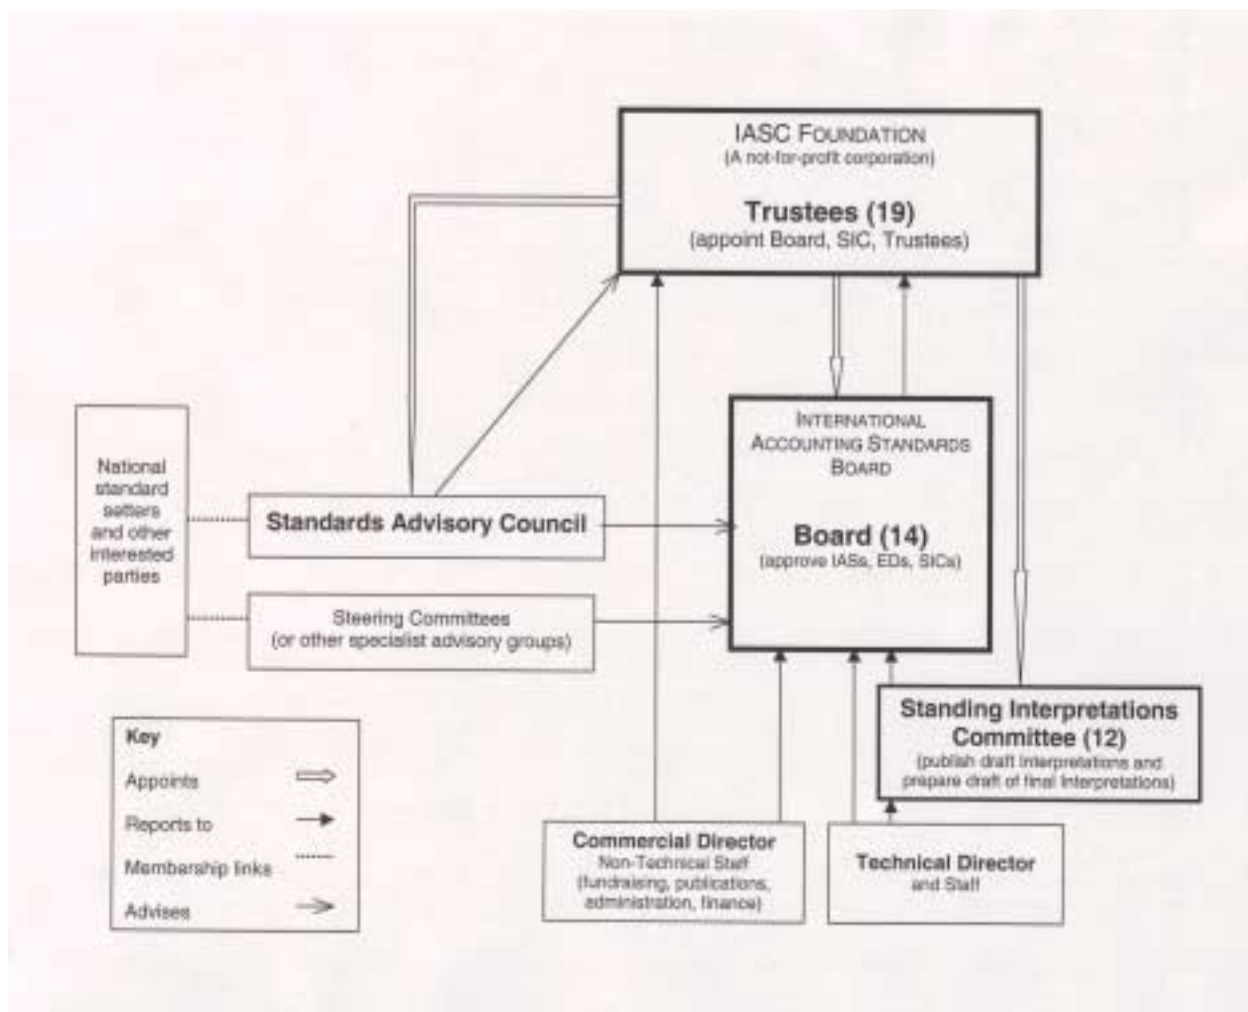 IASC FOUNDATION
(A not-for-profit corporation)
Trustees (19)
(appoint Board, SIC, Trustees)
INTERNATIONAL
ACCOUNTING STANDARDS
BOARD
Board (14)
(approve IASs, EDs, SICs)
National
standard
setters
and other
interested
parties
Standards Advisory Council
Steering Committees
(or other specialist advisory groups)
Standing Interpretations
Committee (12)
(publish draft Interpretations and
prepare draft of final Interpretations)
Key
Appoints
Reports to
Membership links
Advises
Commercial Director
Non-Technical Staff
(fundraising, publications,
administration, finance)
Technical Director
and Staff